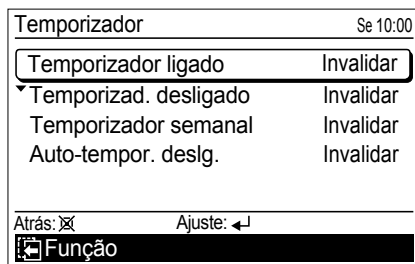 Temporizador Se 10:00
Temporizador ligado Invalidar
Temporizad. desligado Invalidar
Temporizador semanal Invalidar
Auto-tempor. deslg. Invalidar
Atrás: Ajuste:
Função